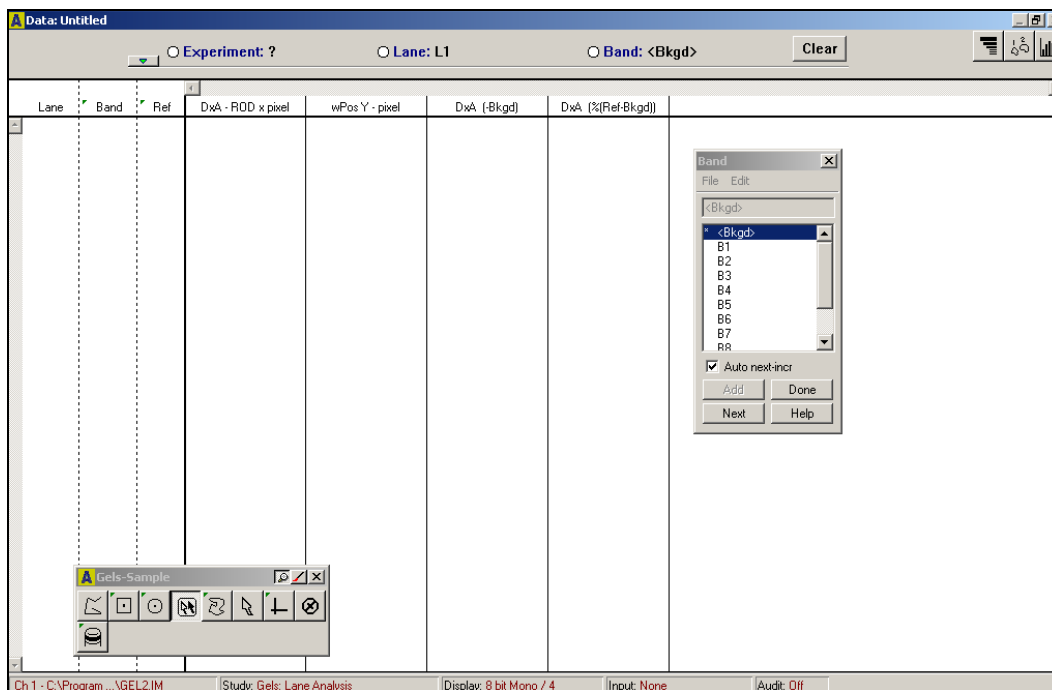 Data: Untitled
Experiment: ?
Lane: L1
Band: <Bkgd>
Clear
Lane
Band
Ref
DxA - ROD x pixel
wPos Y - pixel
DxA (-Bkgd)
DxA (%(Ref-Bkgd))
Band
File Edit
<Bkgd>
* <Bkgd>
B1
B2
B3
B4
B5
B6
B7
B8
Auto next-incr
Add Done
Next Help
Gels-Sample
Ch 1 - C:\Program ...\GEL2.IM
Study: Gels: Lane Analysis
Display: 8 bit Mono / 4
Input: None
Audit: Off